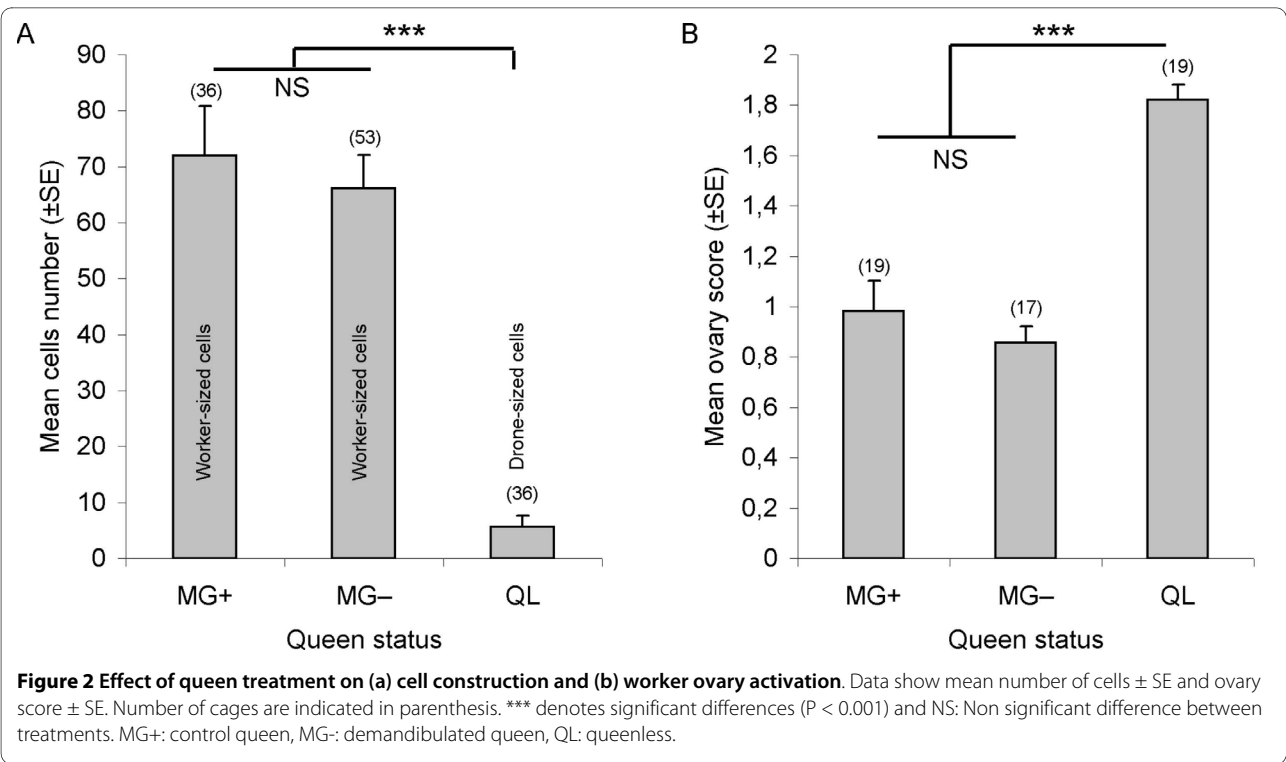 A
Mean cells number (±SE)
90
80
70
60
50
40
30
20
10
0
***
NS
(36)
(53)
(36)
Worker-sized cells
Worker-sized cells
Drone-sized cells
MG+ MG– QL
Queen status
B
Mean ovary score (±SE)
2
1,8
1,6
1,4
1,2
1
0,8
0,6
0,4
0,2
0
***
NS
(19)
(17)
(19)
MG+ MG– QL
Queen status
Figure 2 Effect of queen treatment on (a) cell construction and (b) worker ovary activation. Data show mean number of cells ± SE and ovary
score ± SE. Number of cages are indicated in parenthesis. *** denotes significant differences (P < 0.001) and NS: Non significant difference between
treatments. MG+: control queen, MG-: demandibulated queen, QL: queenless.